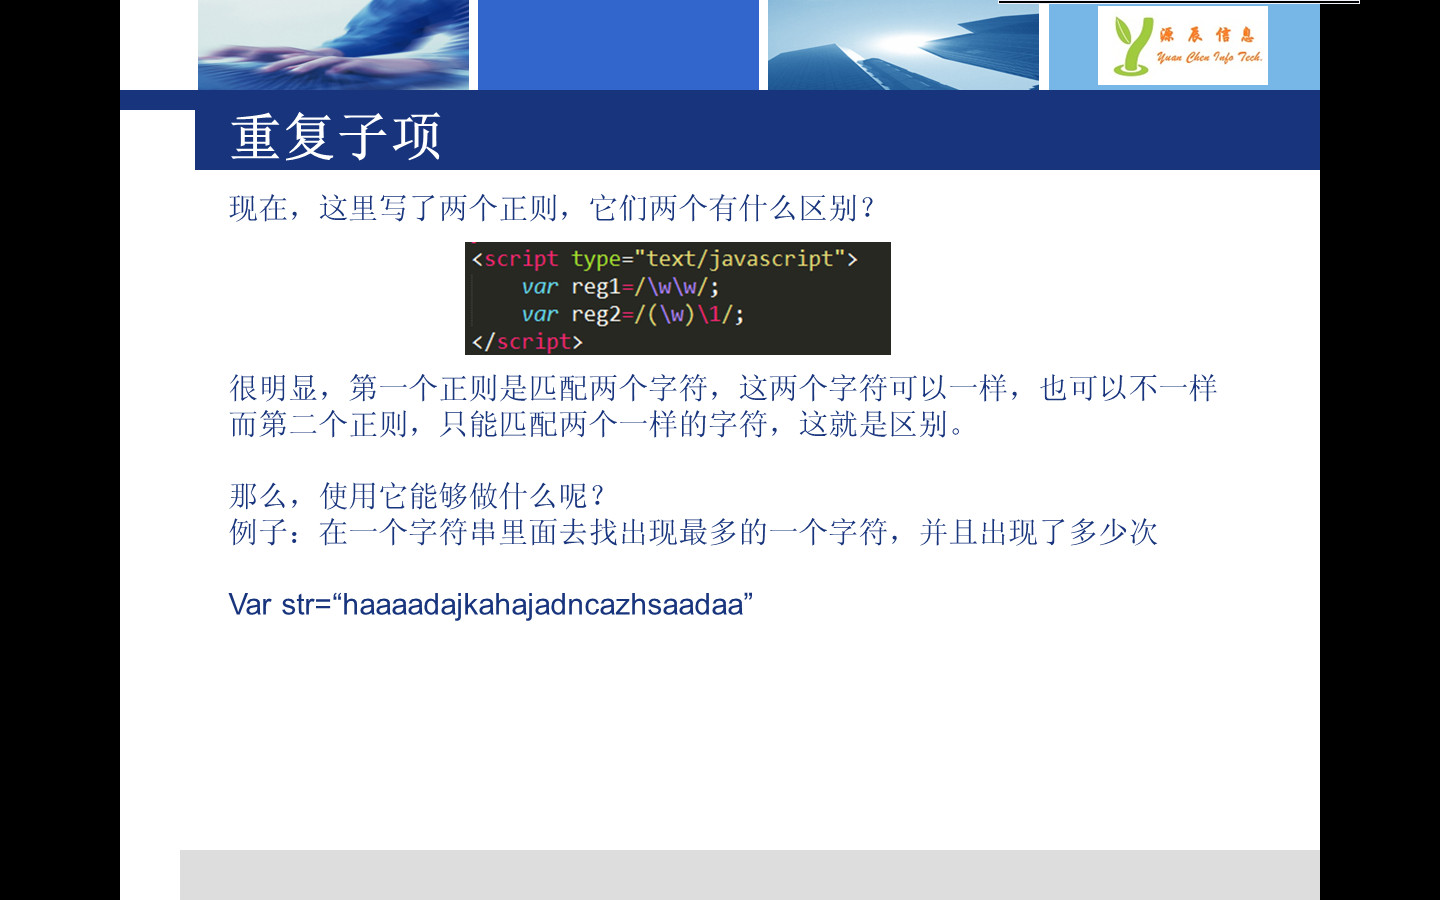 源辰信息
Yuan Chen Info Tech.
重复子项
现在，这里写了两个正则，它们两个有什么区别？
<script type="text/javascript">
var reg1=/\w\w/;
var reg2=/(\w)\1/;
</script>
很明显，第一个正则是匹配两个字符，这两个字符可以一样，也可以不一样
而第二个正则，只能匹配两个一样的字符，这就是区别。
那么，使用它能够做什么呢？
例子：在一个字符串里面去找出现最多的一个字符，并且出现了多少次
Var str=“haaaadajkahajadncazhsaadaa”